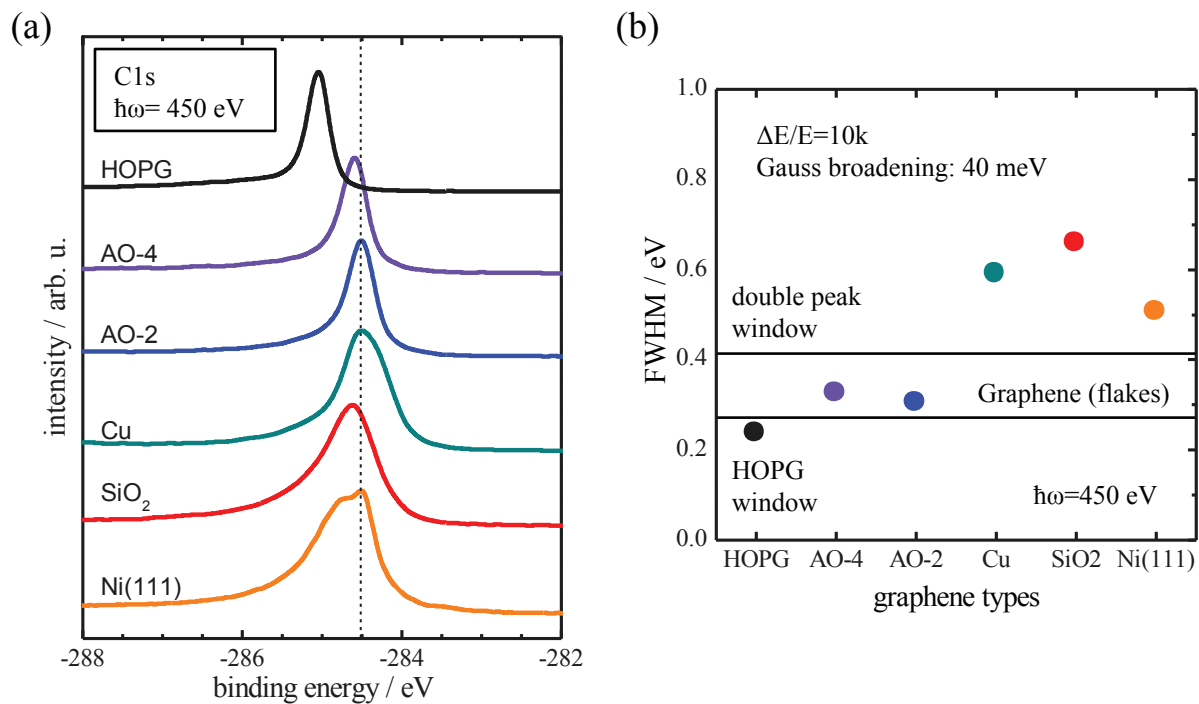 (a)
C1s
ħω= 450 eV
HOPG
AO-4
AO-2
Cu
SiO₂
Ni(111)
intensity / arb. u.
-288
-286
-284
-282
binding energy / eV
(b)
1.0
0.8
0.6
0.4
0.2
0.0
FWHM / eV
ΔE/E=10k
Gauss broadening: 40 meV
double peak
window
Graphene (flakes)
HOPG
window
ħω=450 eV
HOPG
AO-4
AO-2
Cu
SiO2
Ni(111)
graphene types